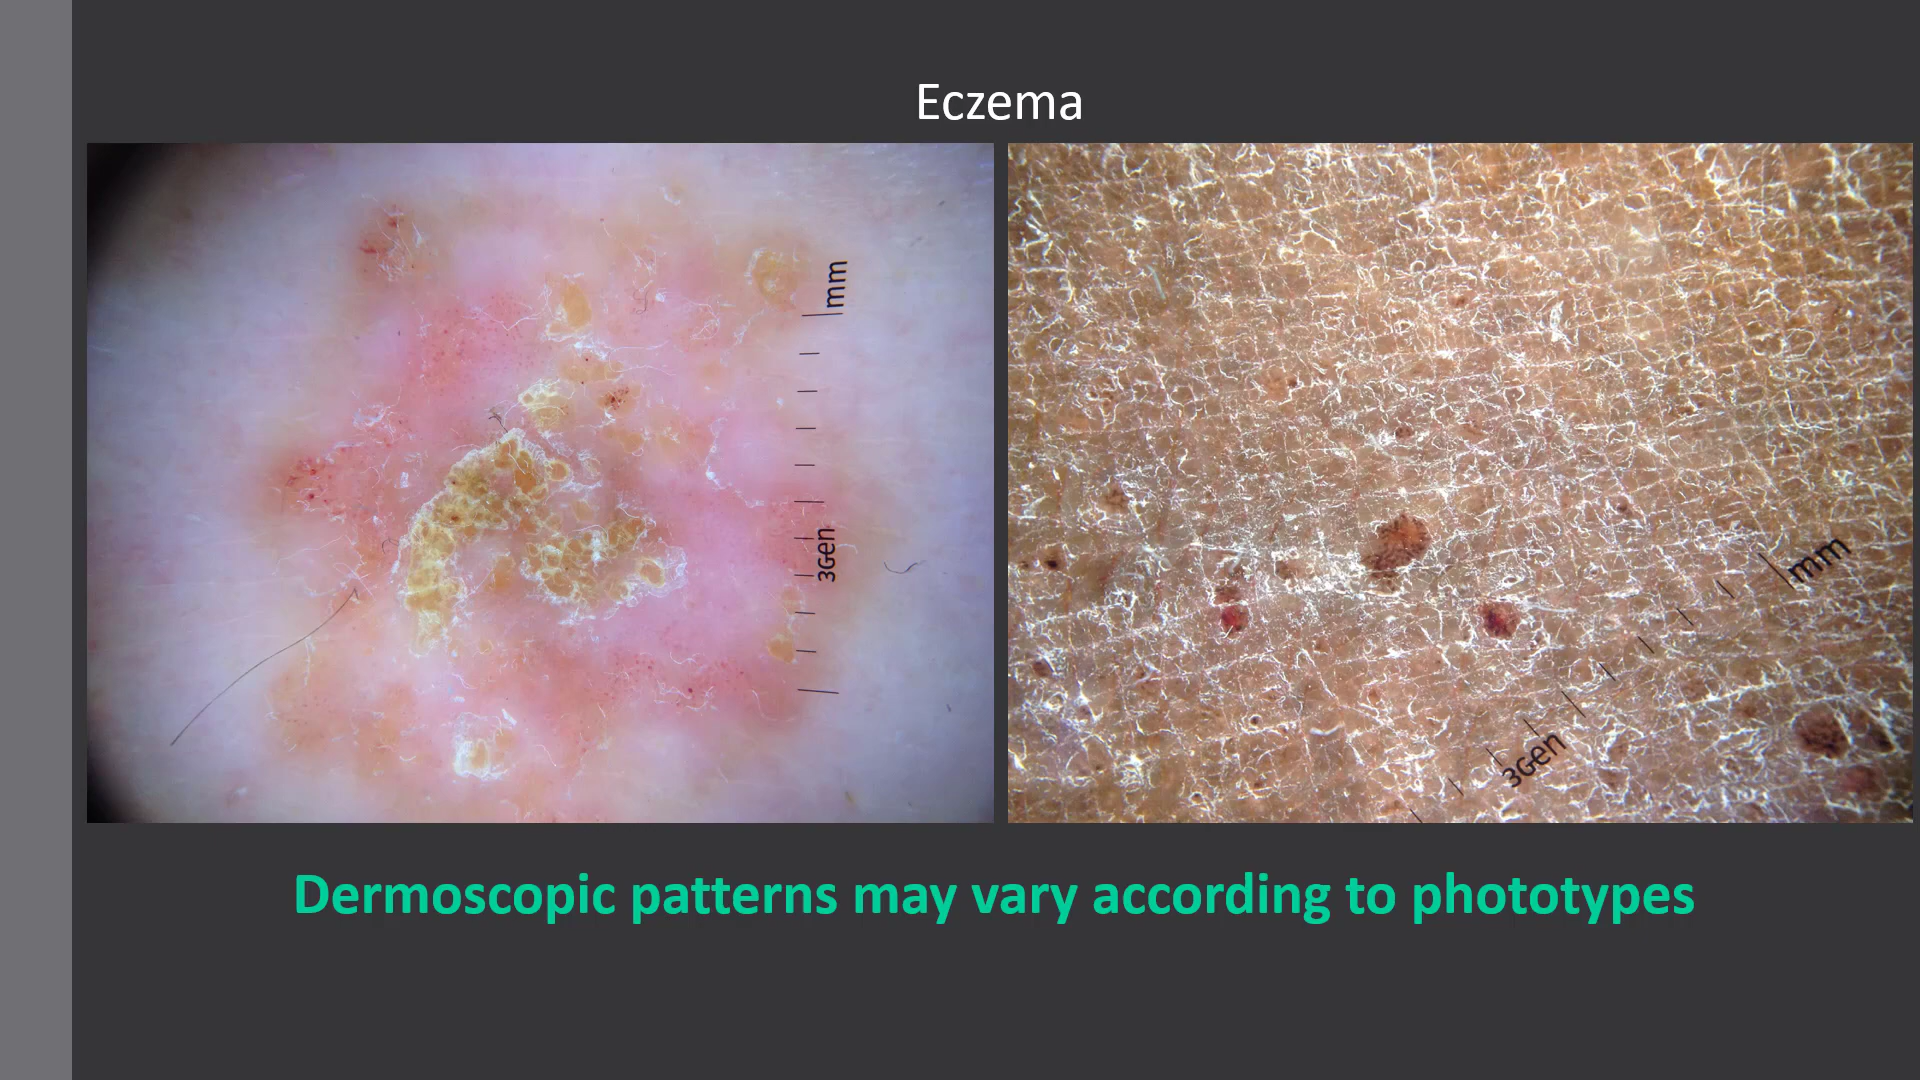 Eczema
mm
3Gen
mm
3Gen
Dermoscopic patterns may vary according to phototypes